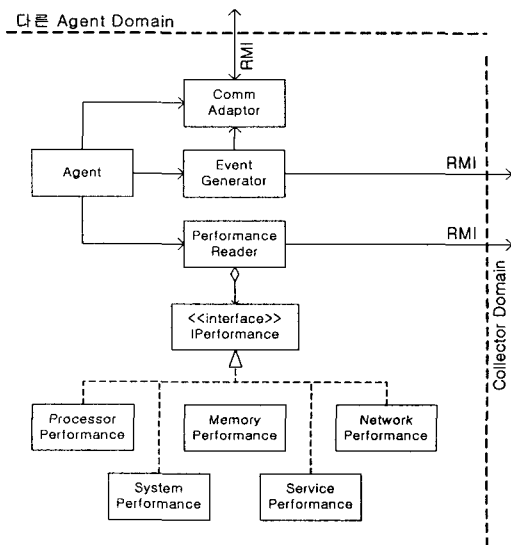 다른 Agent Domain
RMI
Comm
Adaptor
Agent
Event
Generator
RMI
Performance
Reader
RMI
<<interface>>
IPerformance
Collector Domain
Processor
Performance
Memory
Performance
Network
Performance
System
Performance
Service
Performance